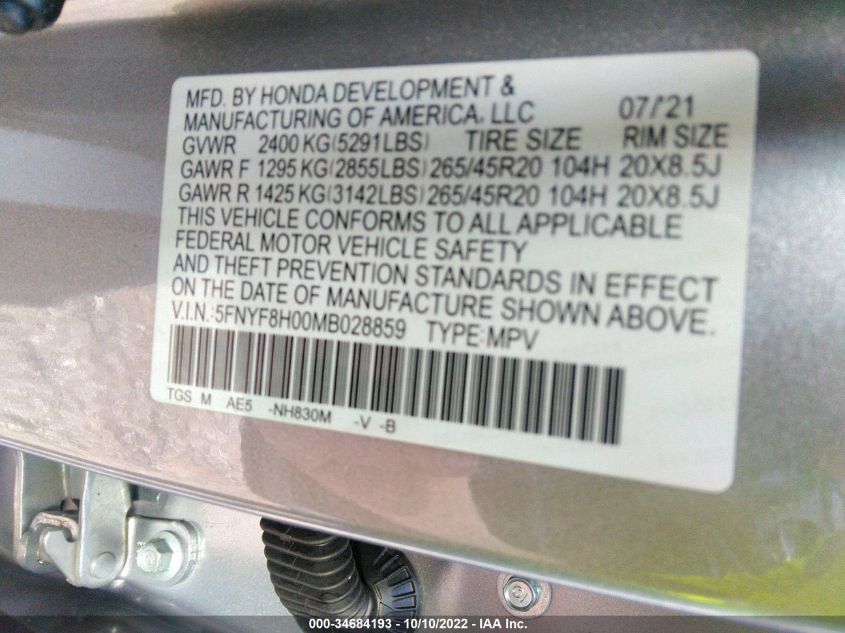 MFD. BY HONDA DEVELOPMENT &
MANUFACTURING OF AMERICA, LLC 07/'21
GVWR 2400 KG(5291LBS) TIRE SIZE RIM SIZE
GAWR F 1295 KG(2855LBS) 265/45R20 104H 20X8.5J
GAWR R 1425 KG(3142LBS) 265/45R20 104H 20X8.5J
THIS VEHICLE CONFORMS TO ALL APPLICABLE
FEDERAL MOTOR VEHICLE SAFETY
AND THEFT PREVENTION STANDARDS IN EFFECT
ON THE DATE OF MANUFACTURE SHOWN ABOVE.
V.I.N.:5FNYF8H00MB028859 TYPE:MPV
TGS M AE5 -NH830M -V -B
000-34684193 - 10/10/2022 - IAA Inc.